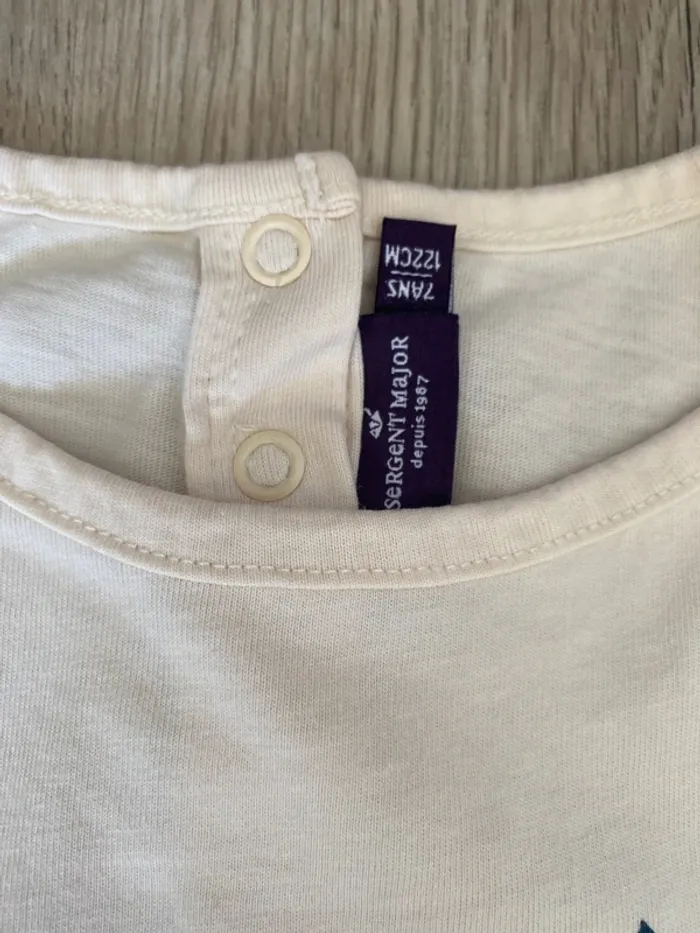 7ANS
122CM
SeRGeNT MaJOR
depuis 1987